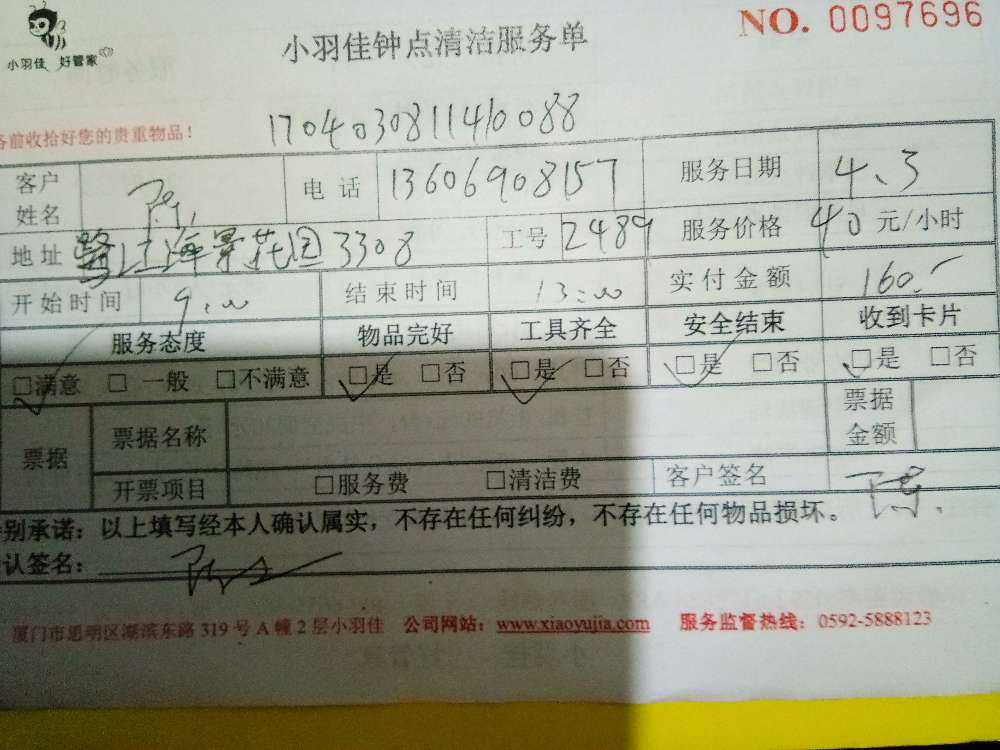 小羽佳 好管家
小羽佳钟点清洁服务单
NO. 0097696
务前收拾好您的贵重物品！
1704030811410088
客户姓名 陈 电话 13606908157 服务日期 4.3
地址 鹭江海景花园3308 工号 2489 服务价格 40 元/小时
开始时间 9:00 结束时间 13:00 实付金额 160.-
服务态度 物品完好 工具齐全 安全结束 收到卡片
□满意 □一般 □不满意 □是 □否 □是 □否 □是 □否 □是 □否
票据 票据名称 票据金额
开票项目 □服务费 □清洁费 客户签名 陈.
特别承诺：以上填写经本人确认属实，不存在任何纠纷，不存在任何物品损坏。
认签名：
厦门市思明区湖滨东路 319 号 A 幢 2 层小羽佳 公司网站：www.xiaoyujia.com 服务监督热线：0592-5888123